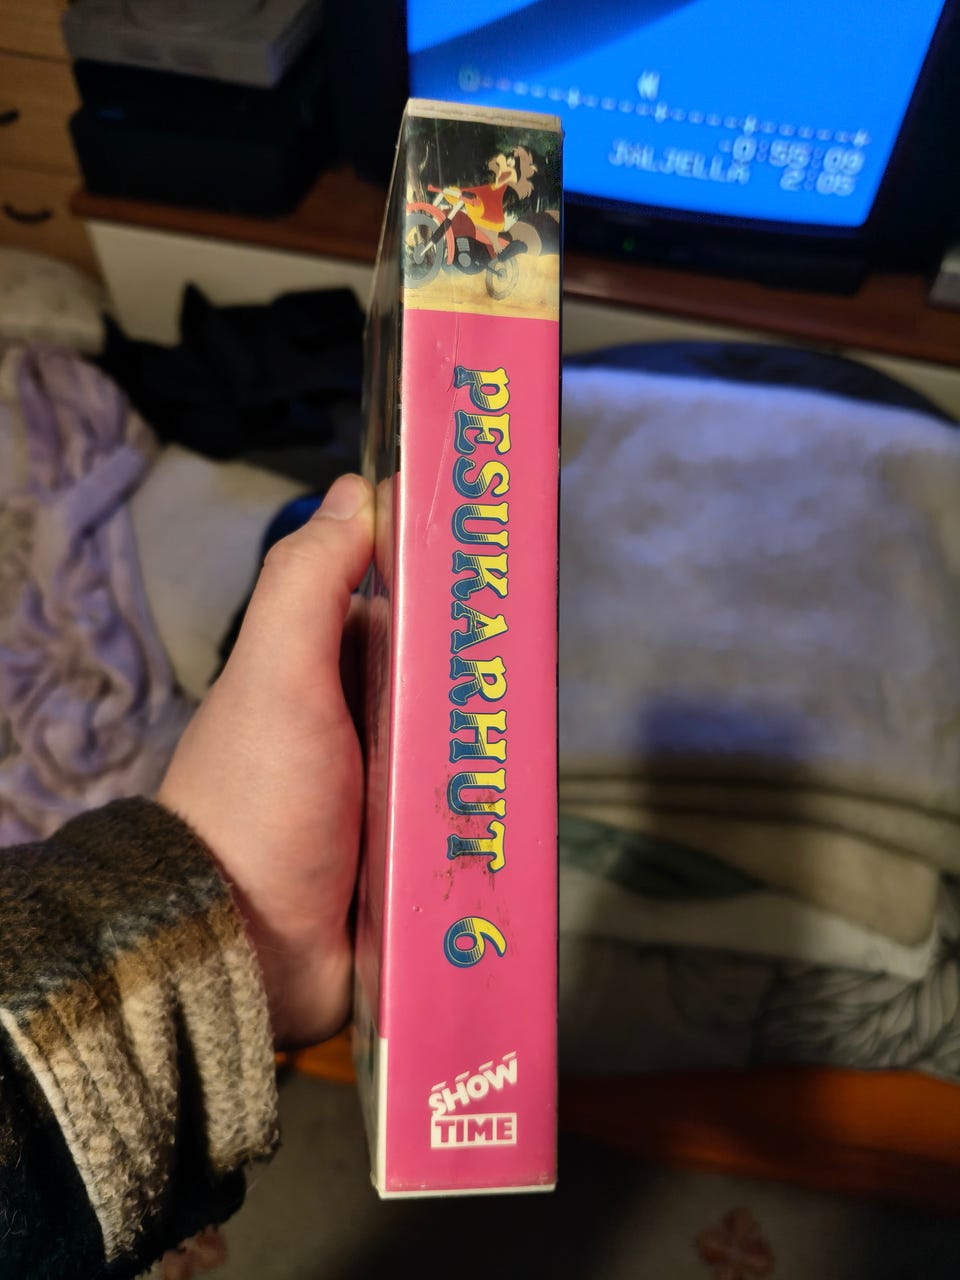 -0:55:09
JÄLJELLÄ 2:05
PESUKARHUT 6
SHOW
TIME